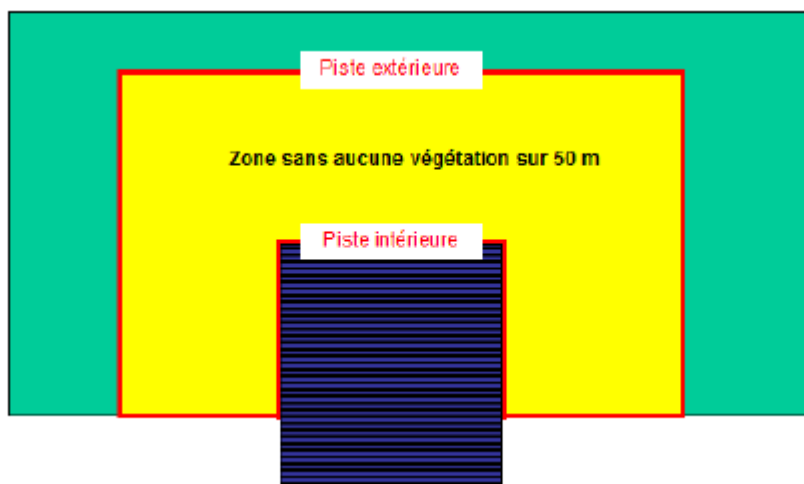 Piste extérieure
Zone sans aucune végétation sur 50 m
Piste intérieure